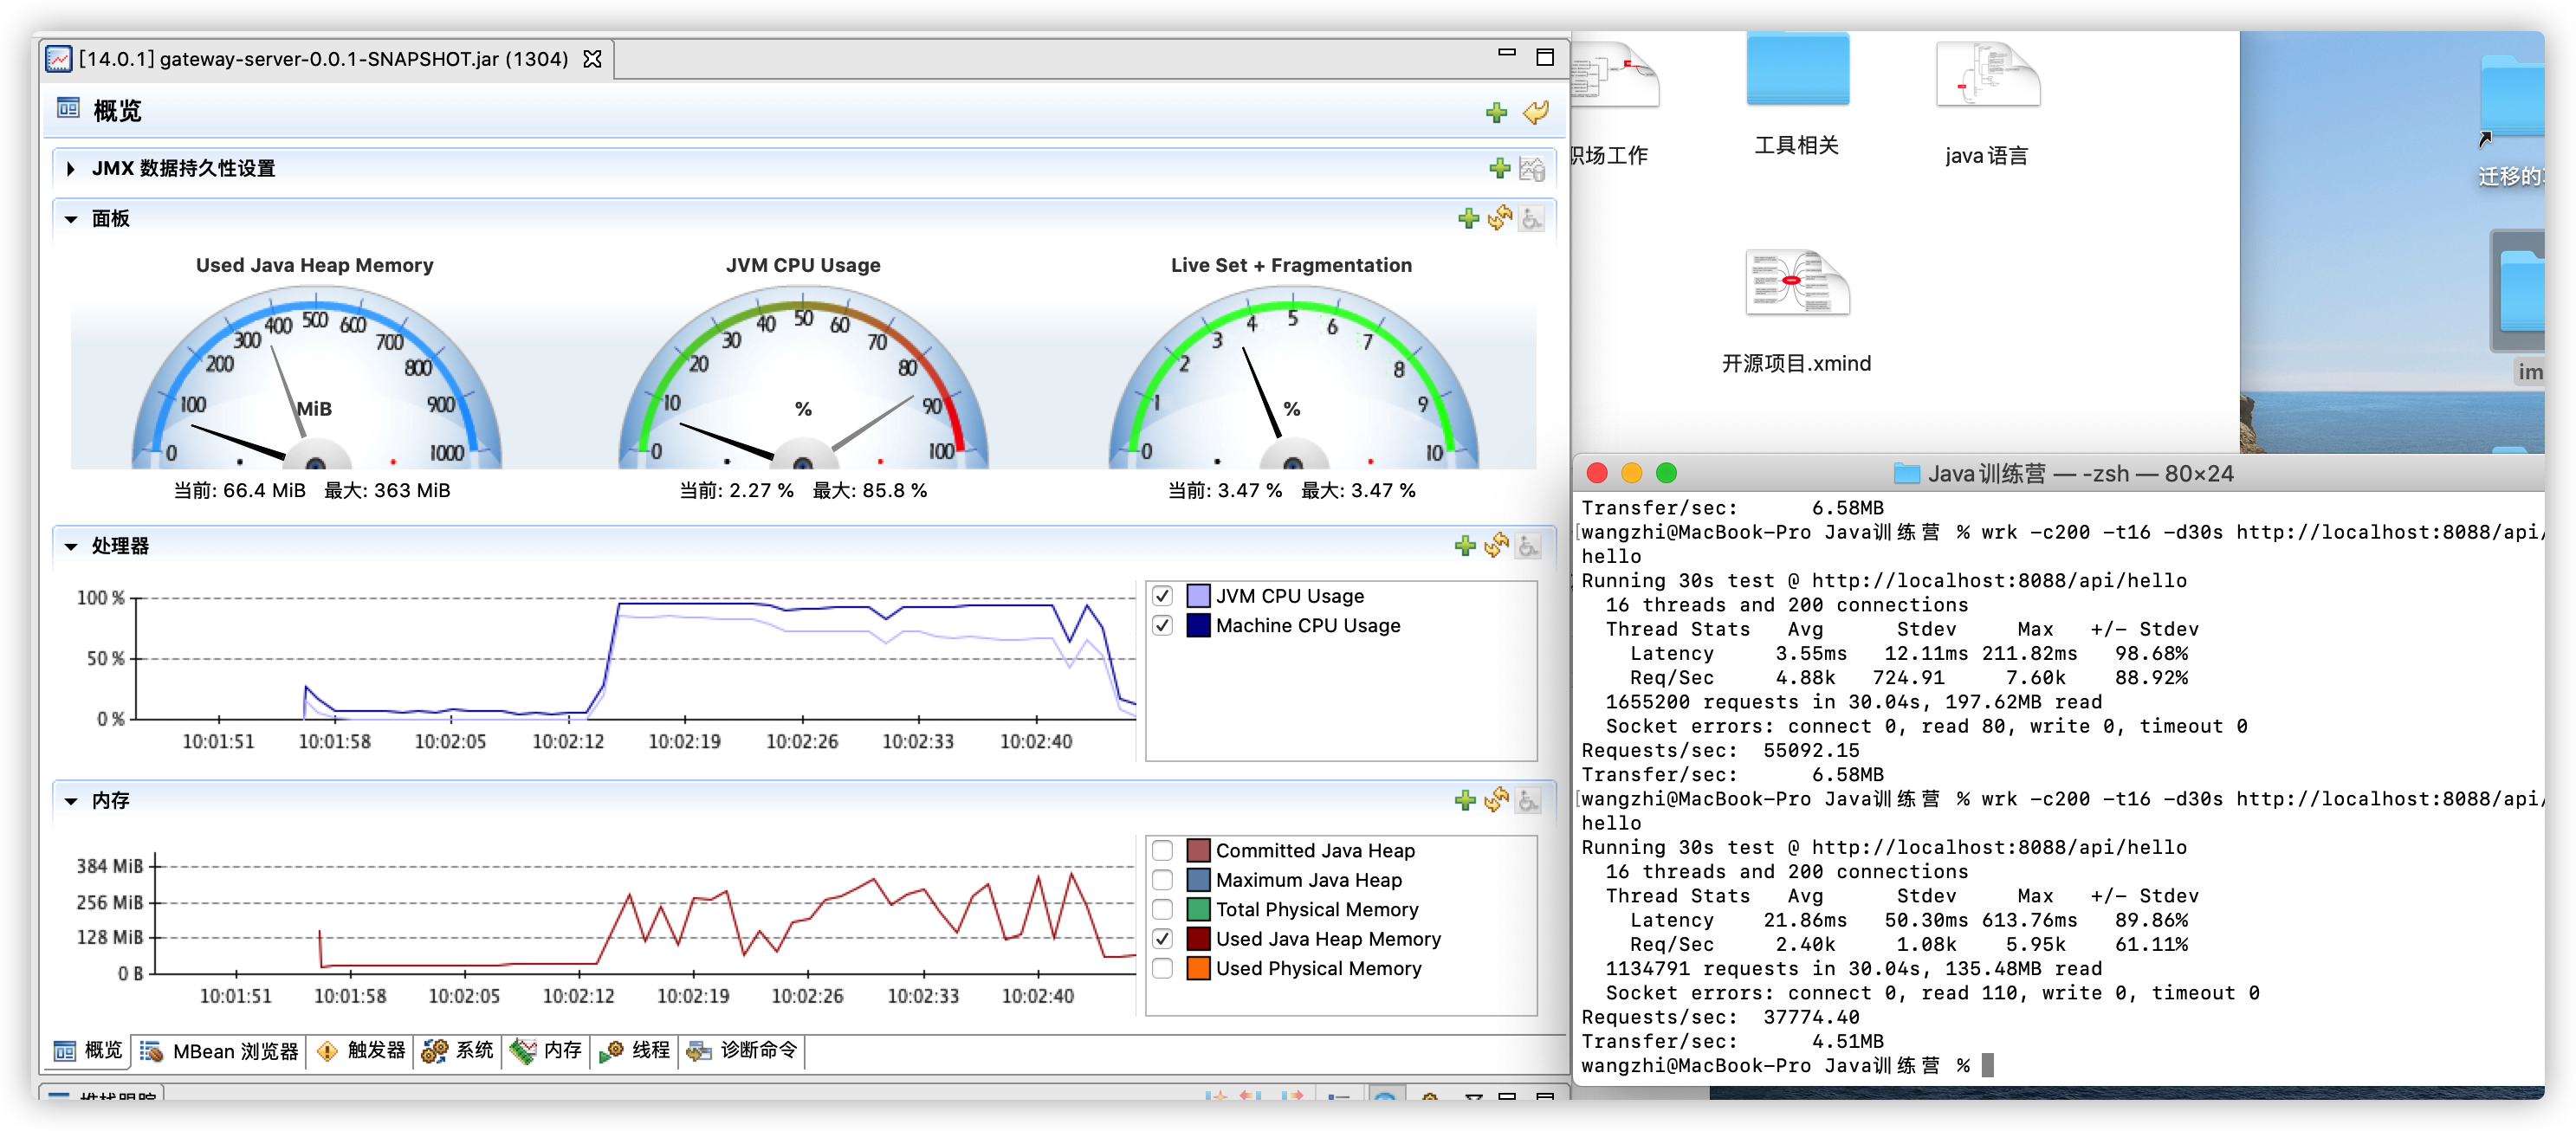 [14.0.1] gateway-server-0.0.1-SNAPSHOT.jar (1304)
概览
JMX 数据持久性设置
面板
Used Java Heap Memory
0 100 200 300 400 500 600 700 800 900 1000
MiB
当前: 66.4 MiB 最大: 363 MiB
JVM CPU Usage
0 10 20 30 40 50 60 70 80 90 100
%
当前: 2.27 % 最大: 85.8 %
Live Set + Fragmentation
0 1 2 3 4 5 6 7 8 9 10
%
当前: 3.47 % 最大: 3.47 %
处理器
100 %
50 %
0 %
10:01:51 10:01:58 10:02:05 10:02:12 10:02:19 10:02:26 10:02:33 10:02:40
JVM CPU Usage
Machine CPU Usage
内存
384 MiB
256 MiB
128 MiB
0 B
10:01:51 10:01:58 10:02:05 10:02:12 10:02:19 10:02:26 10:02:33 10:02:40
Committed Java Heap
Maximum Java Heap
Total Physical Memory
Used Java Heap Memory
Used Physical Memory
概览 MBean 浏览器 触发器 系统 内存 线程 诊断命令
堆栈跟踪
职场工作
工具相关
java语言
开源项目.xmind
迁移的
im
Java训练营 — -zsh — 80×24
Transfer/sec: 6.58MB
[wangzhi@MacBook-Pro Java训练营 % wrk -c200 -t16 -d30s http://localhost:8088/api/
hello
Running 30s test @ http://localhost:8088/api/hello
16 threads and 200 connections
Thread Stats Avg Stdev Max +/- Stdev
Latency 3.55ms 12.11ms 211.82ms 98.68%
Req/Sec 4.88k 724.91 7.60k 88.92%
1655200 requests in 30.04s, 197.62MB read
Socket errors: connect 0, read 80, write 0, timeout 0
Requests/sec: 55092.15
Transfer/sec: 6.58MB
[wangzhi@MacBook-Pro Java训练营 % wrk -c200 -t16 -d30s http://localhost:8088/api/
hello
Running 30s test @ http://localhost:8088/api/hello
16 threads and 200 connections
Thread Stats Avg Stdev Max +/- Stdev
Latency 21.86ms 50.30ms 613.76ms 89.86%
Req/Sec 2.40k 1.08k 5.95k 61.11%
1134791 requests in 30.04s, 135.48MB read
Socket errors: connect 0, read 110, write 0, timeout 0
Requests/sec: 37774.40
Transfer/sec: 4.51MB
wangzhi@MacBook-Pro Java训练营 %